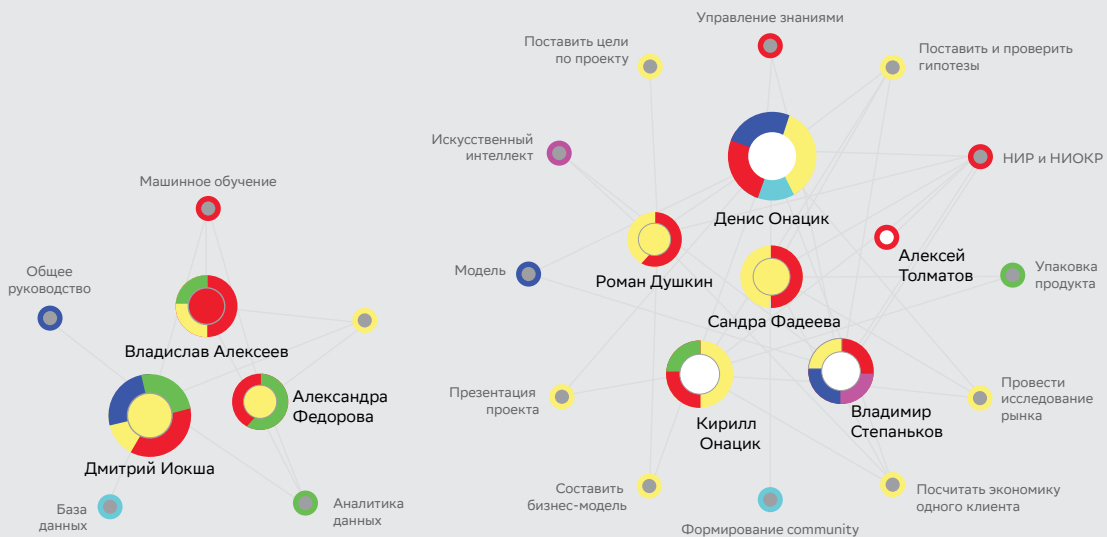 Машинное обучение
Общее
руководство
Владислав Алексеев
Александра
Федорова
Дмитрий Иокша
База
данных
Аналитика
данных
Управление знаниями
Поставить цели
по проекту
Поставить и проверить
гипотезы
Искусственный
интеллект
НИР и НИОКР
Денис Онацик
Алексей
Толматов
Роман Душкин
Модель
Упаковка
продукта
Сандра Фадеева
Презентация
проекта
Кирилл
Онацик
Владимир
Степаньков
Провести
исследование
рынка
Составить
бизнес-модель
Формирование community
Посчитать экономику
одного клиента